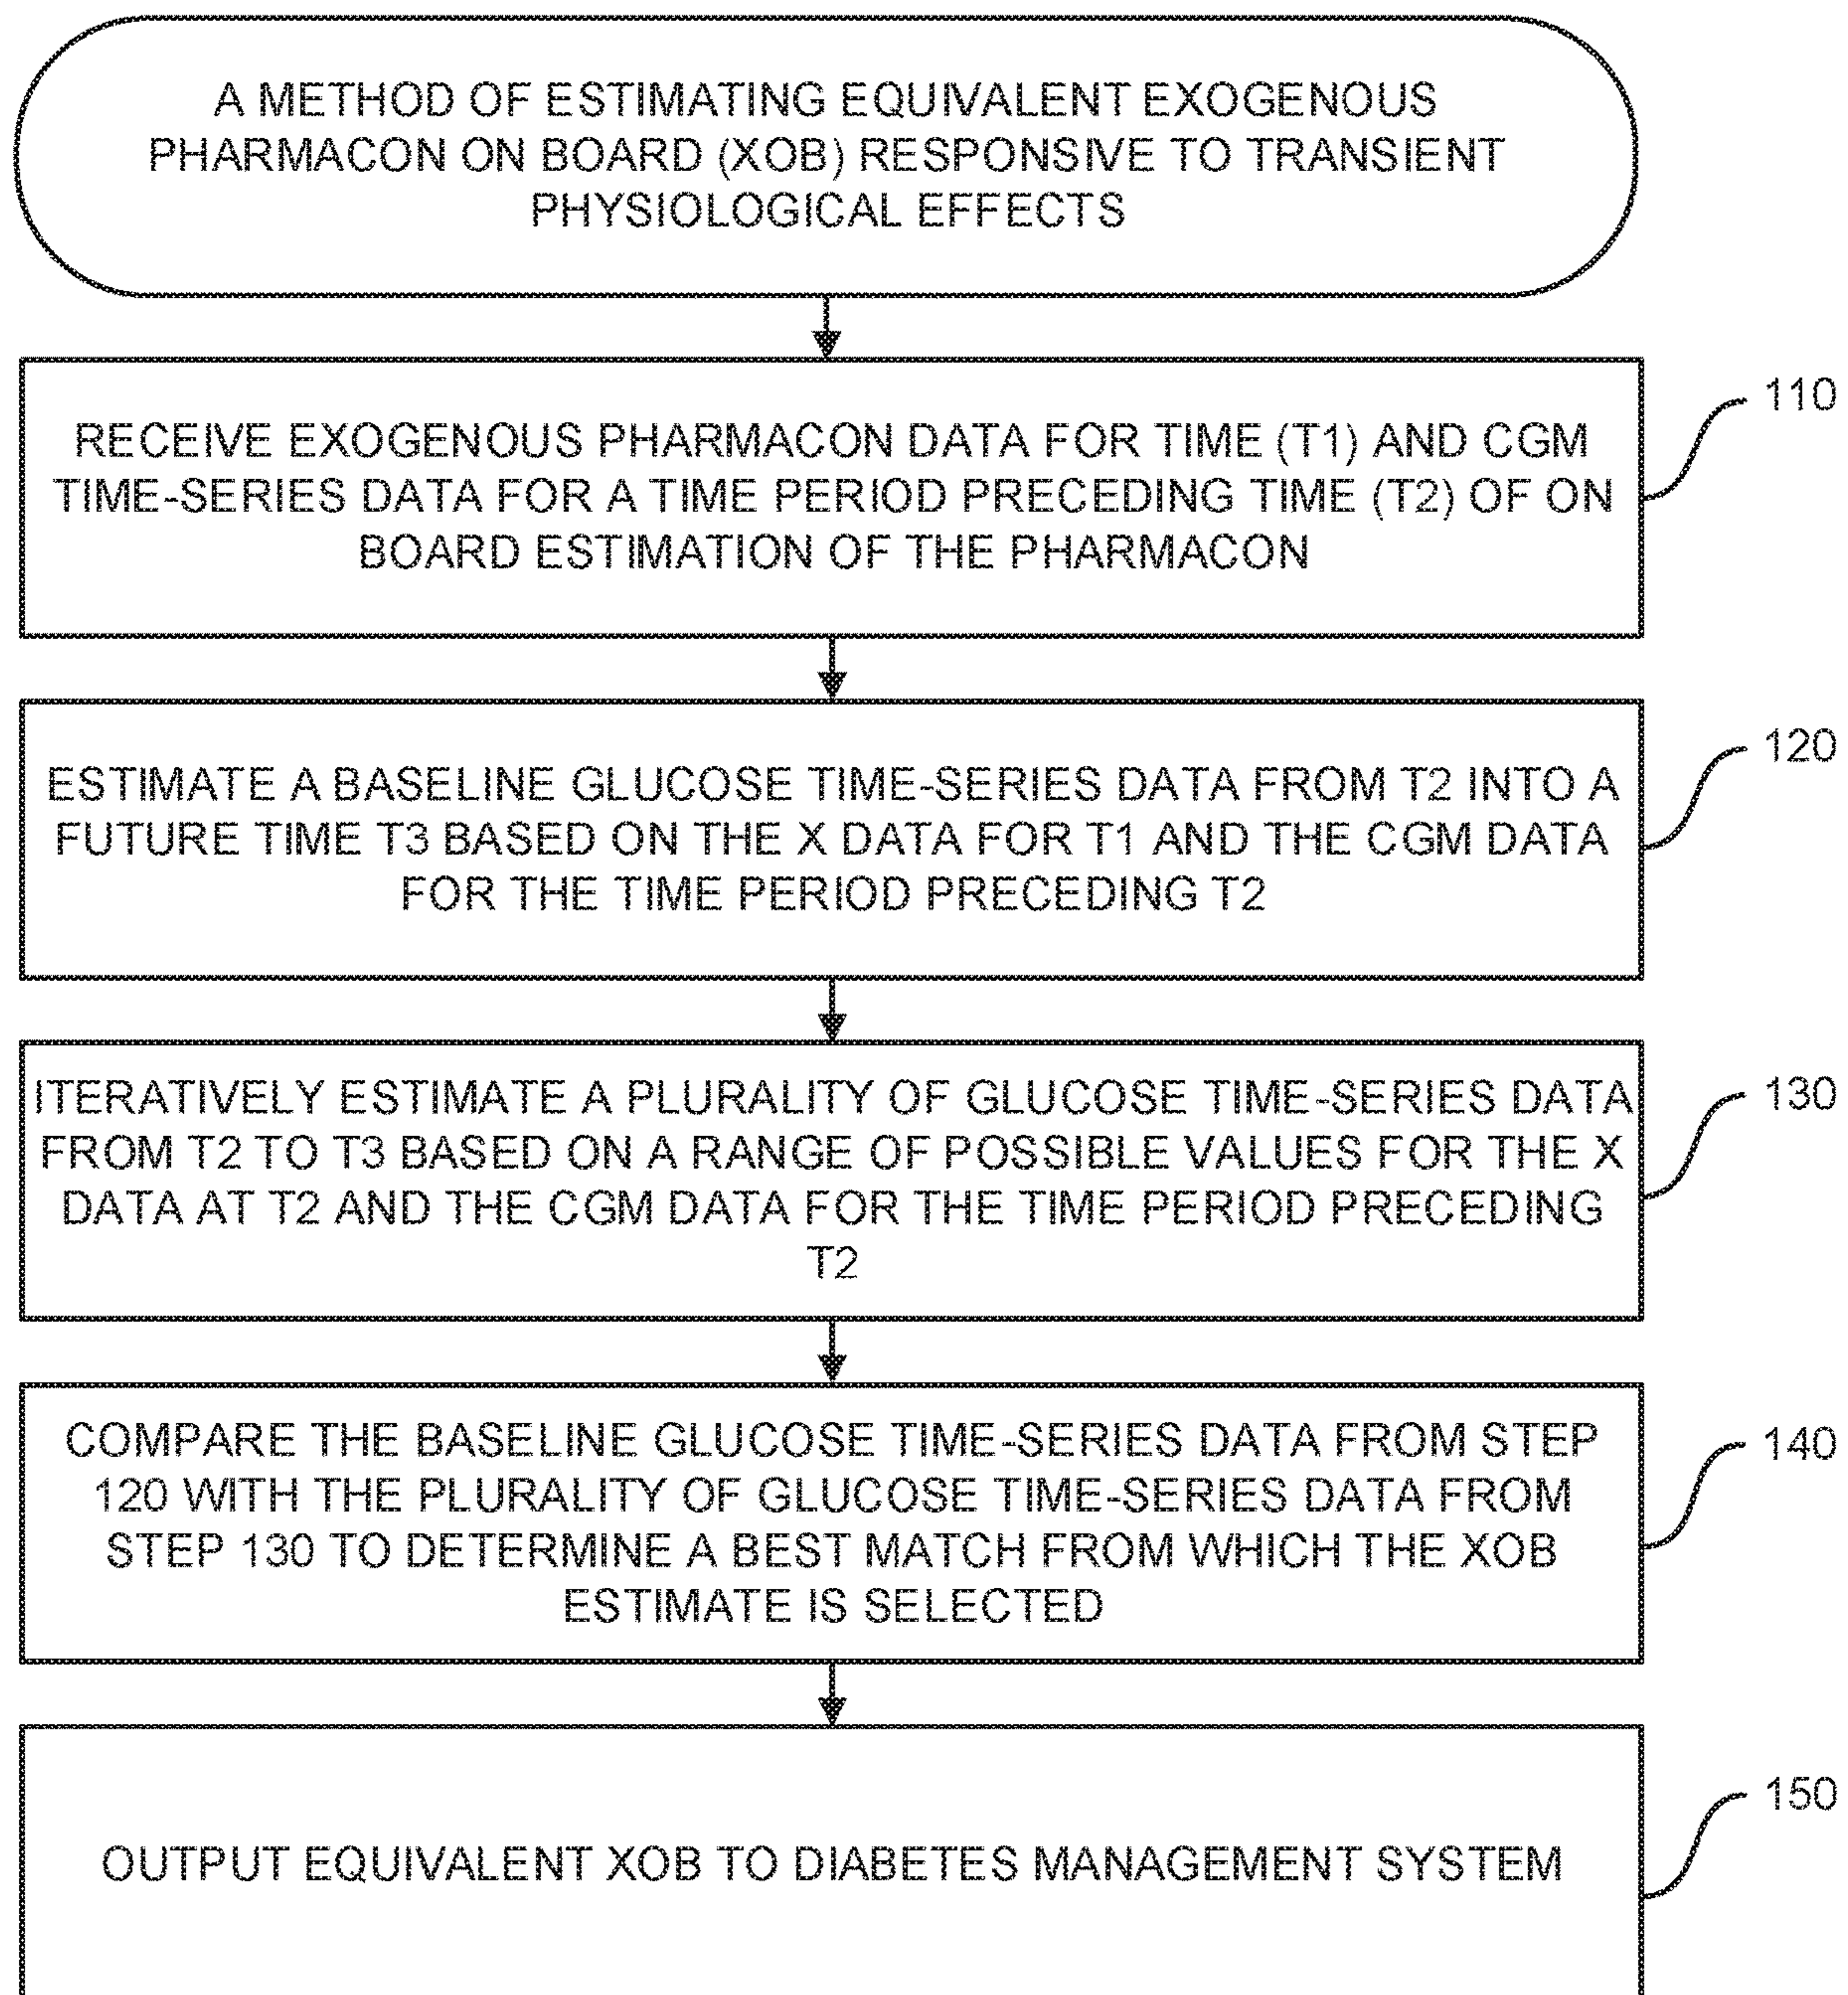 A METHOD OF ESTIMATING EQUIVALENT EXOGENOUS
PHARMACON ON BOARD (XOB) RESPONSIVE TO TRANSIENT
PHYSIOLOGICAL EFFECTS
110
RECEIVE EXOGENOUS PHARMACON DATA FOR TIME (T1) AND CGM
TIME-SERIES DATA FOR A TIME PERIOD PRECEDING TIME (T2) OF ON
BOARD ESTIMATION OF THE PHARMACON
120
ESTIMATE A BASELINE GLUCOSE TIME-SERIES DATA FROM T2 INTO A
FUTURE TIME T3 BASED ON THE X DATA FOR T1 AND THE CGM DATA
FOR THE TIME PERIOD PRECEDING T2
130
ITERATIVELY ESTIMATE A PLURALITY OF GLUCOSE TIME-SERIES DATA
FROM T2 TO T3 BASED ON A RANGE OF POSSIBLE VALUES FOR THE X
DATA AT T2 AND THE CGM DATA FOR THE TIME PERIOD PRECEDING
T2
140
COMPARE THE BASELINE GLUCOSE TIME-SERIES DATA FROM STEP
120 WITH THE PLURALITY OF GLUCOSE TIME-SERIES DATA FROM
STEP 130 TO DETERMINE A BEST MATCH FROM WHICH THE XOB
ESTIMATE IS SELECTED
150
OUTPUT EQUIVALENT XOB TO DIABETES MANAGEMENT SYSTEM